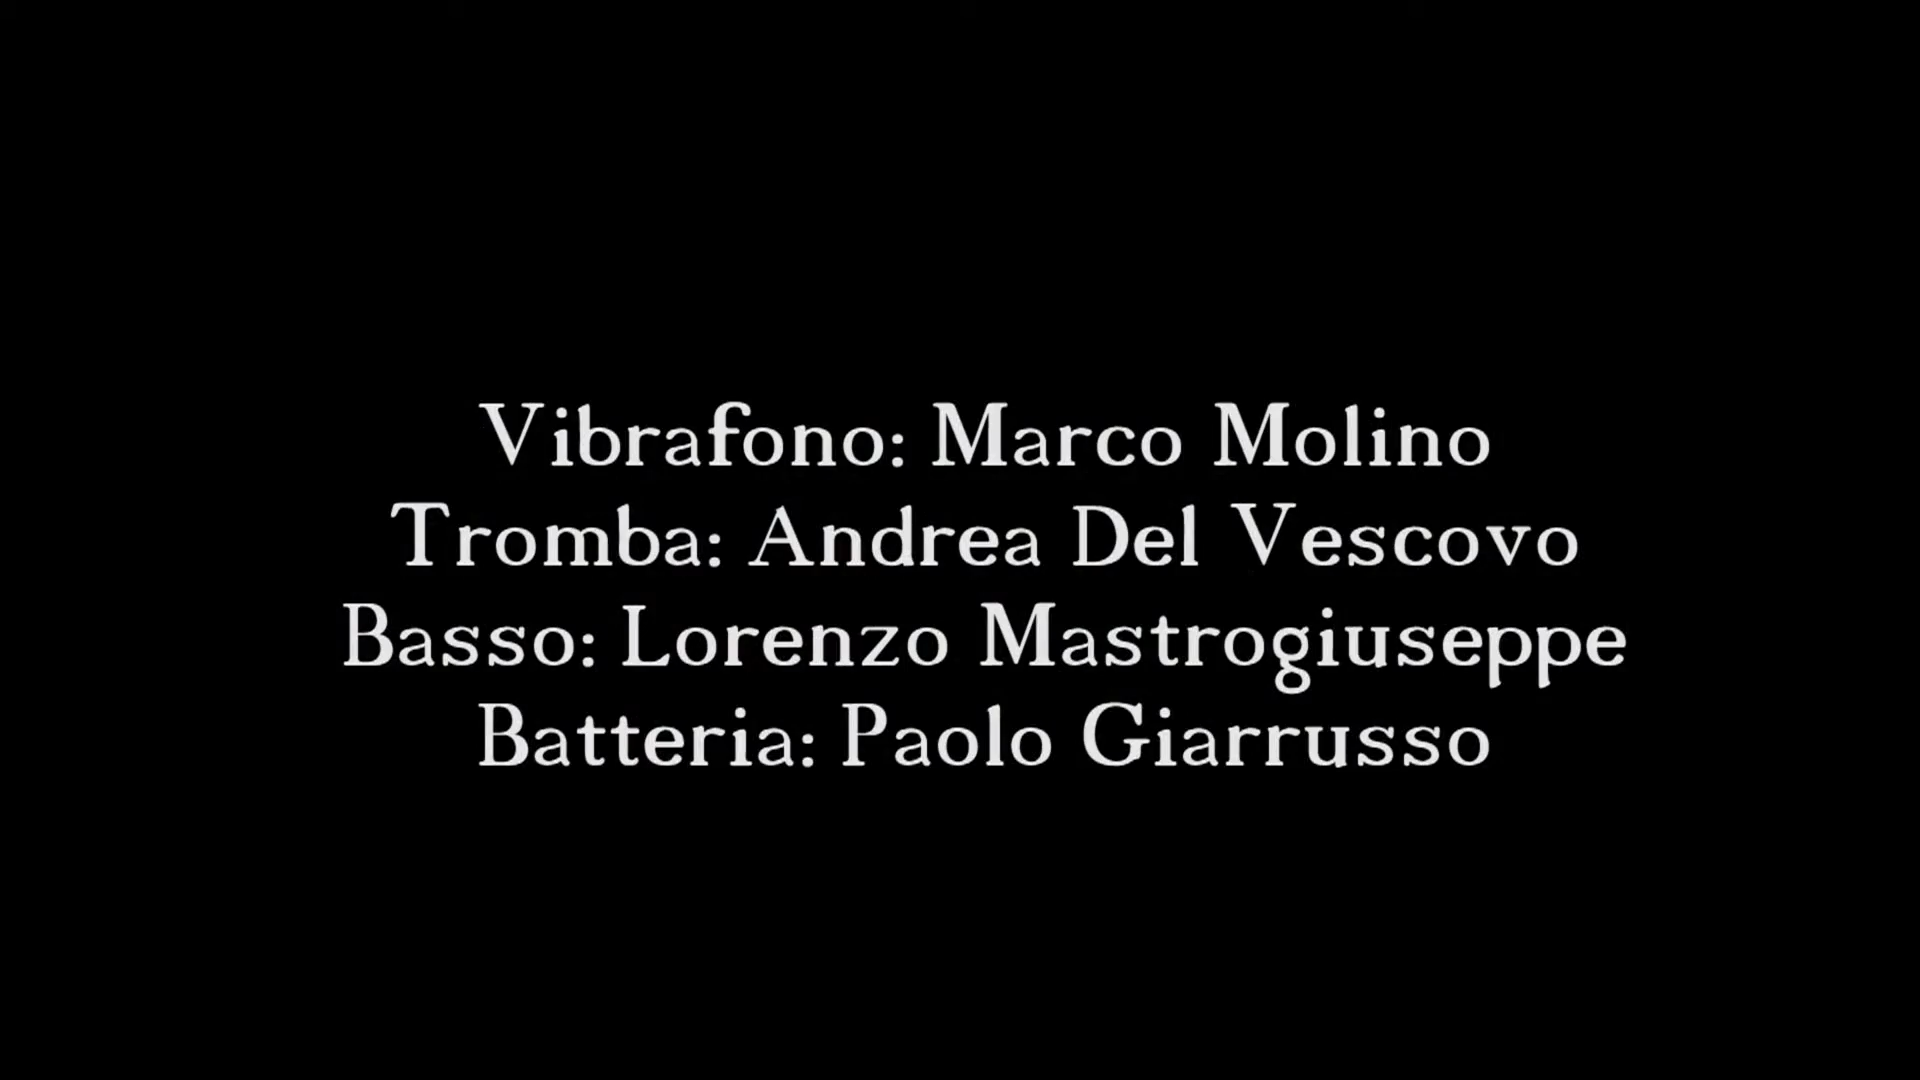 Vibrafono: Marco Molino
Tromba: Andrea Del Vescovo
Basso: Lorenzo Mastrogiuseppe
Batteria: Paolo Giarrusso